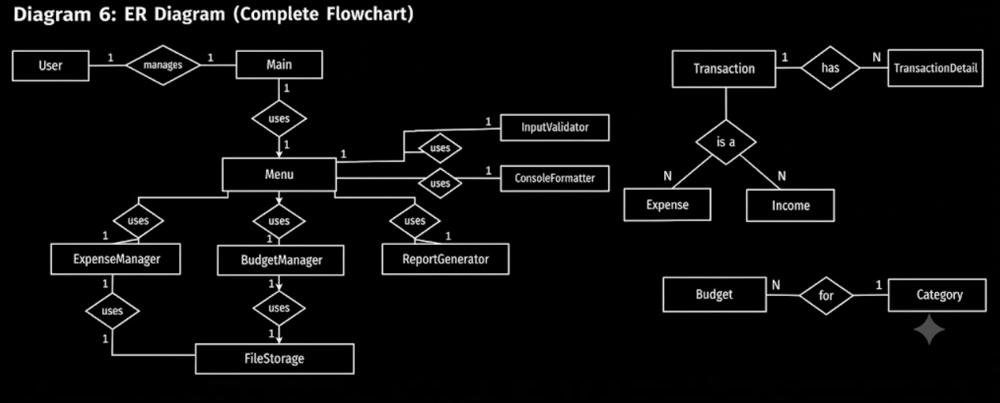 Diagram 6: ER Diagram (Complete Flowchart)
User 1 manages 1 Main
1
uses
1
Menu
1 uses 1 InputValidator
uses 1 ConsoleFormatter
uses uses uses
1 1 1
ExpenseManager BudgetManager ReportGenerator
1 1
uses uses
1 1
FileStorage
Transaction 1 has N TransactionDetail
is a
N N
Expense Income
Budget N for 1 Category